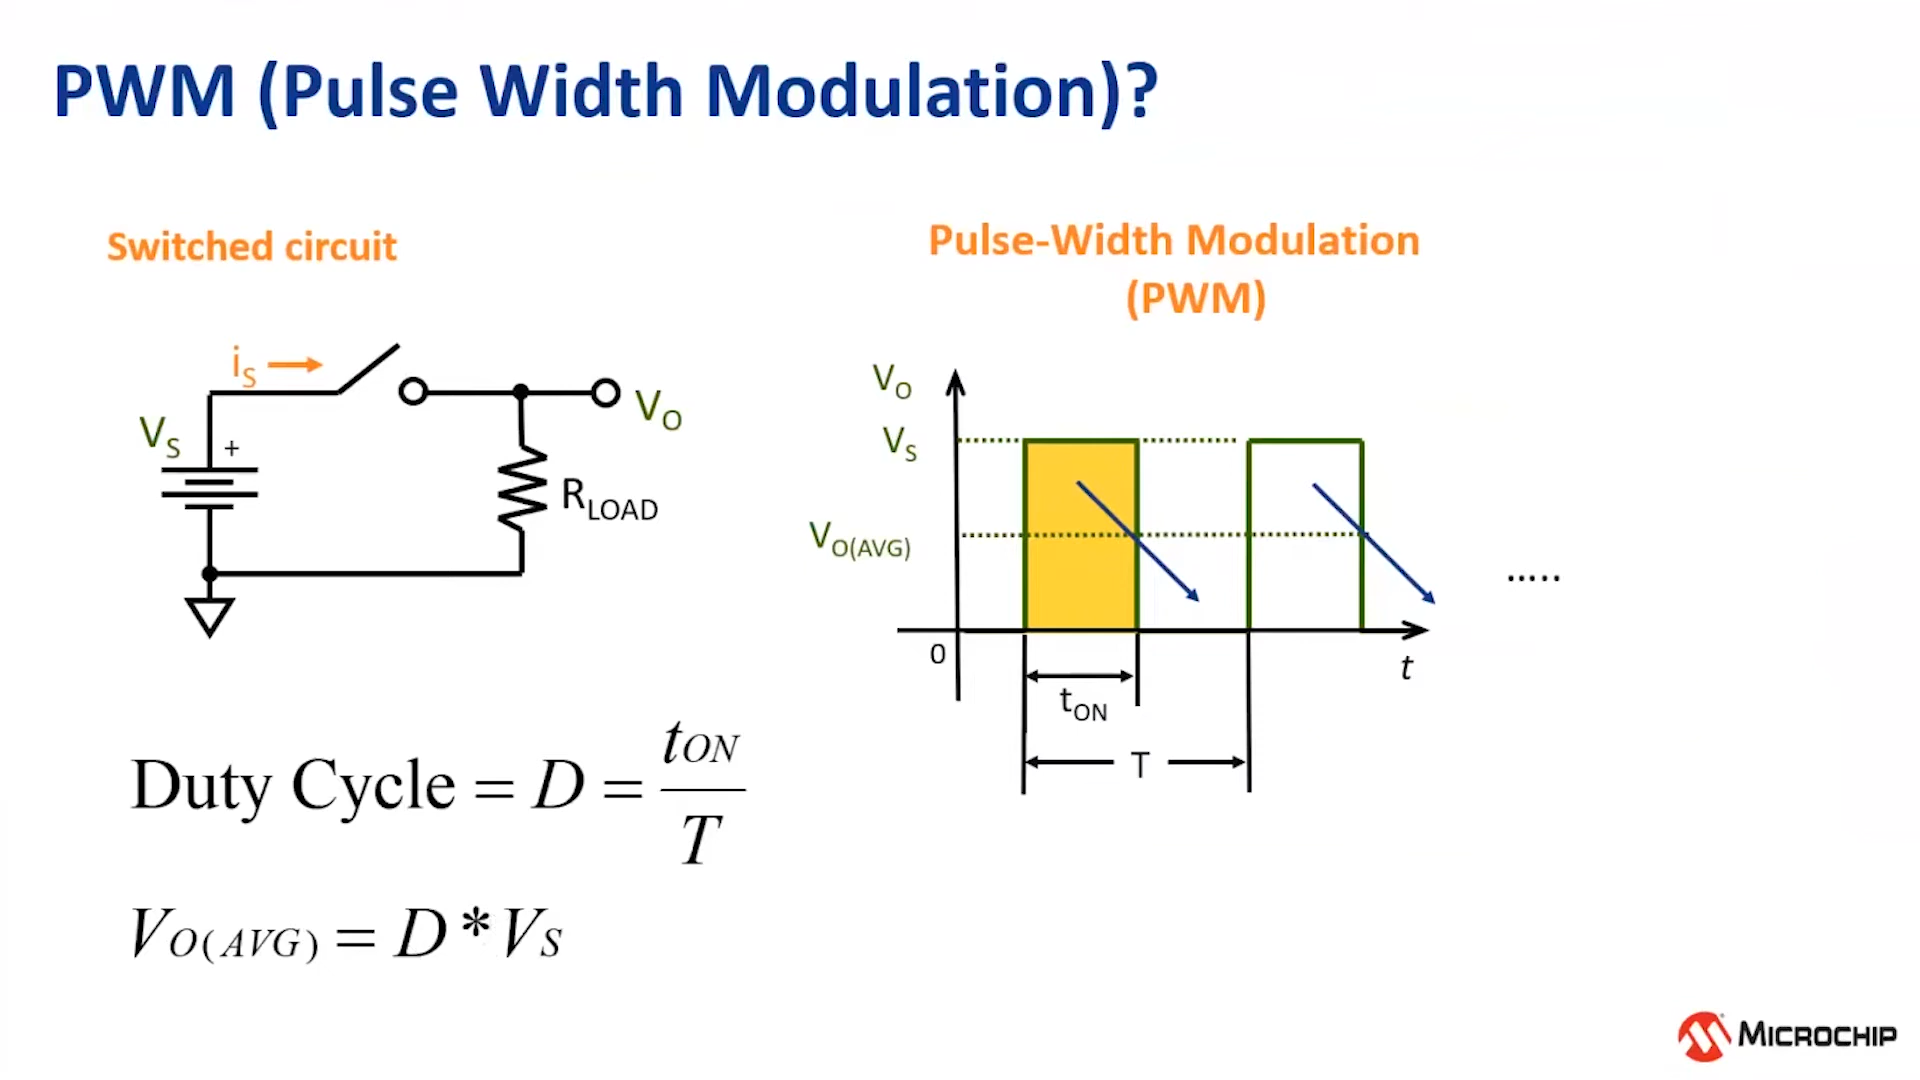 PWM (Pulse Width Modulation)?
Switched circuit
iS
VS
+
VO
RLOAD
Duty Cycle = D = tON / T
VO(AVG) = D * VS
Pulse-Width Modulation
(PWM)
VO
VS
VO(AVG)
0
t
tON
T
.....
MICROCHIP